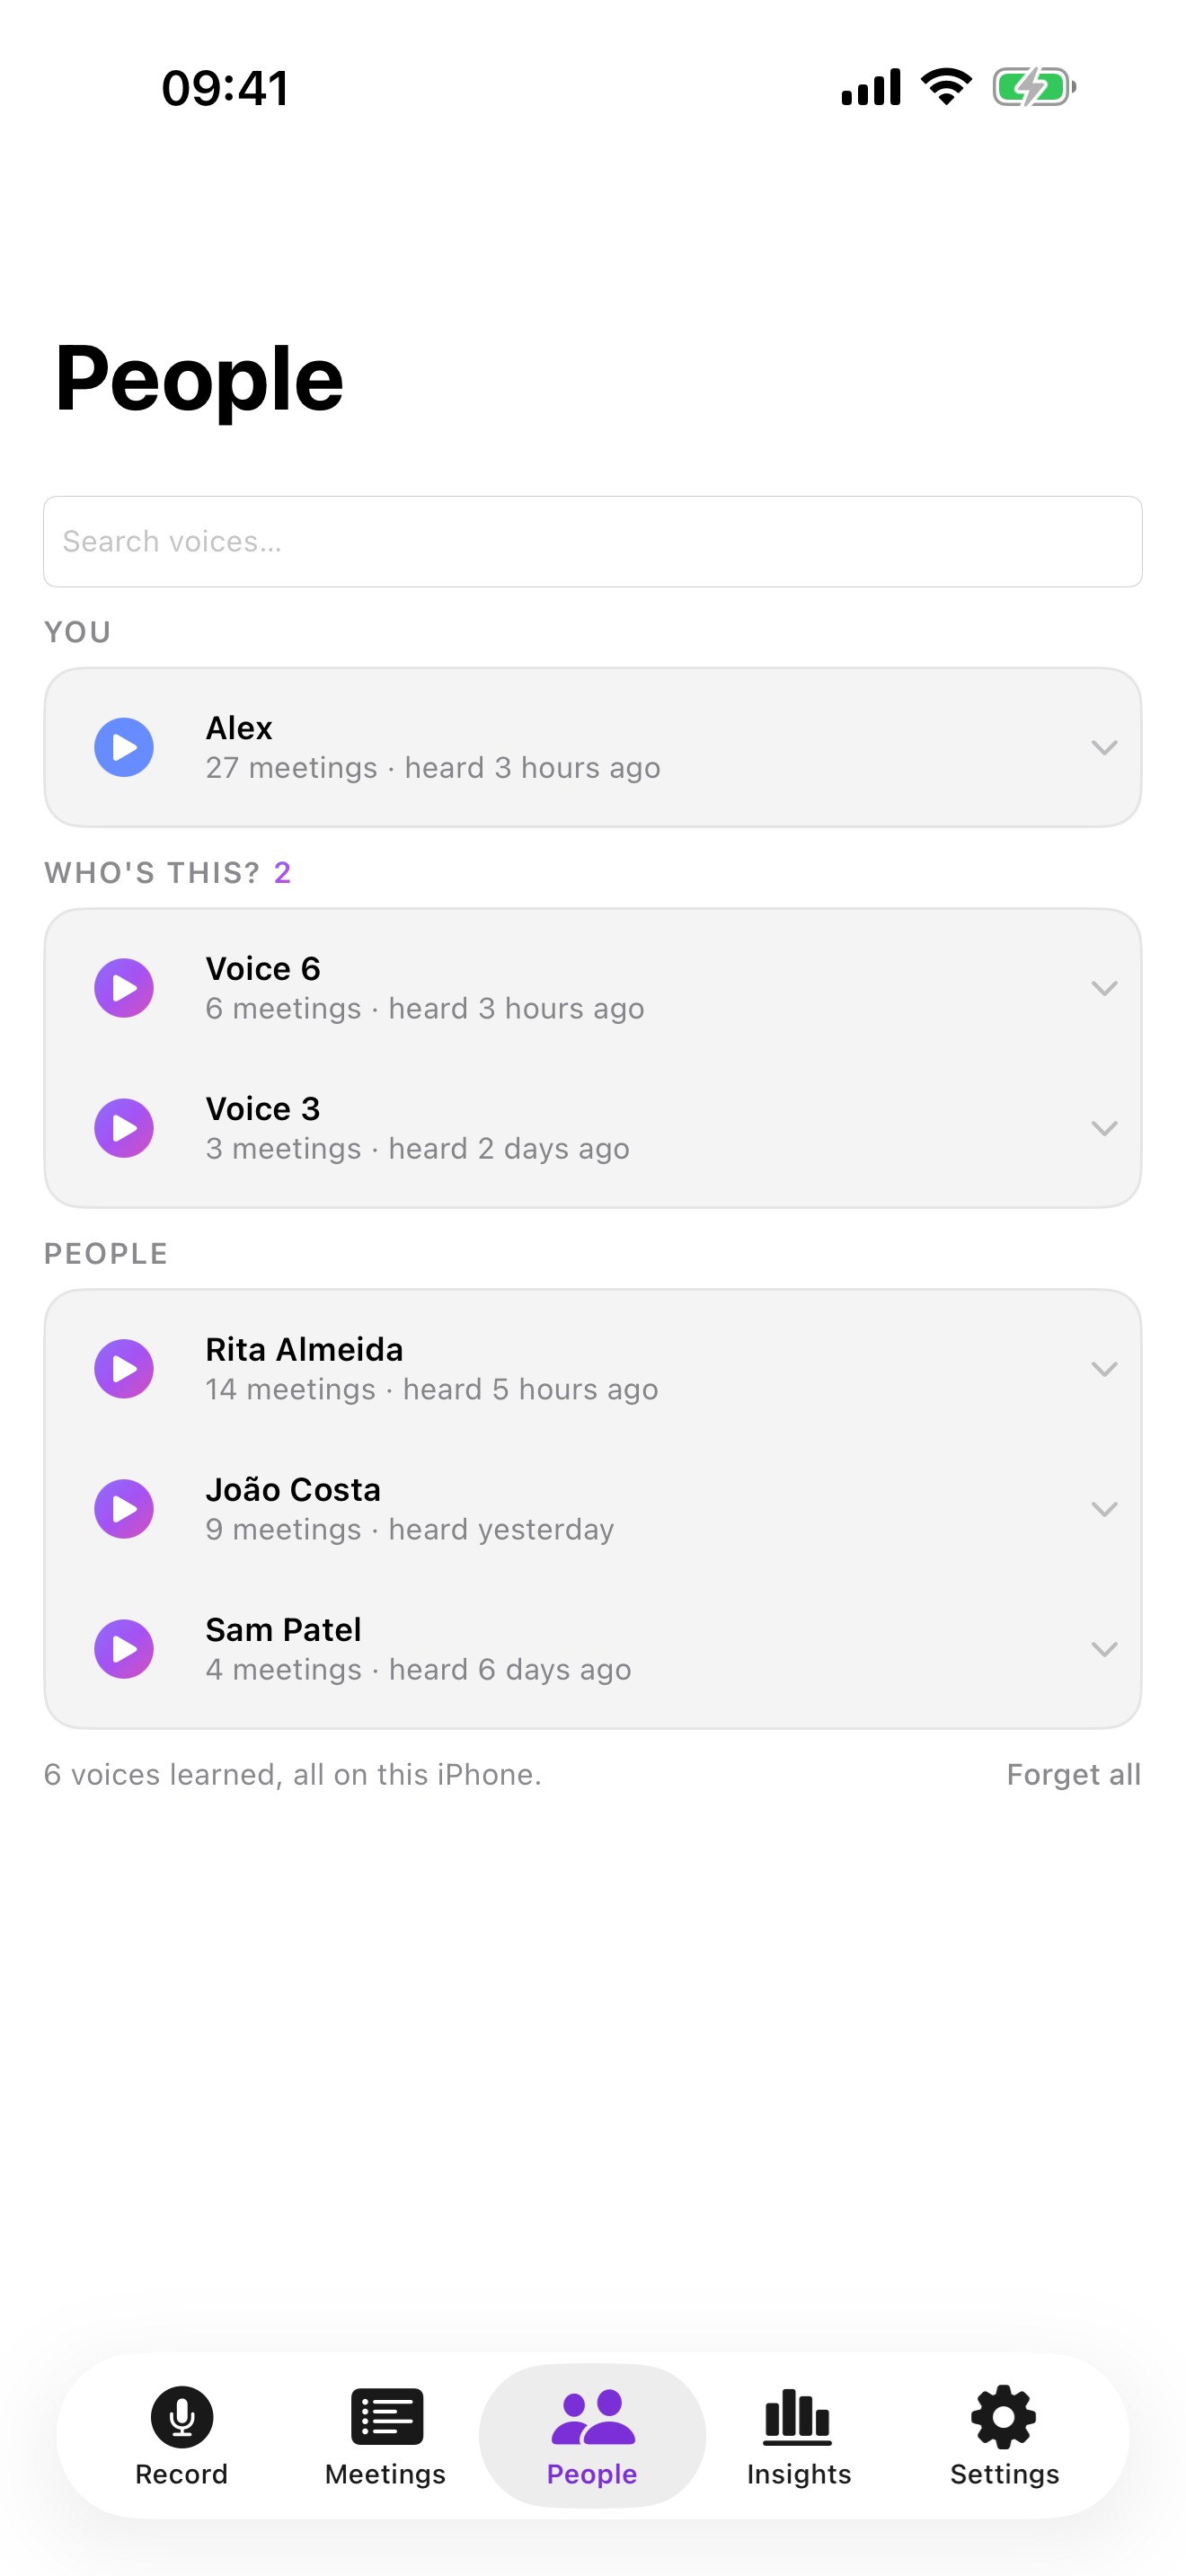 09:41
People
Search voices...
YOU
Alex
27 meetings · heard 3 hours ago
WHO'S THIS? 2
Voice 6
6 meetings · heard 3 hours ago
Voice 3
3 meetings · heard 2 days ago
PEOPLE
Rita Almeida
14 meetings · heard 5 hours ago
João Costa
9 meetings · heard yesterday
Sam Patel
4 meetings · heard 6 days ago
6 voices learned, all on this iPhone. Forget all
Record Meetings People Insights Settings